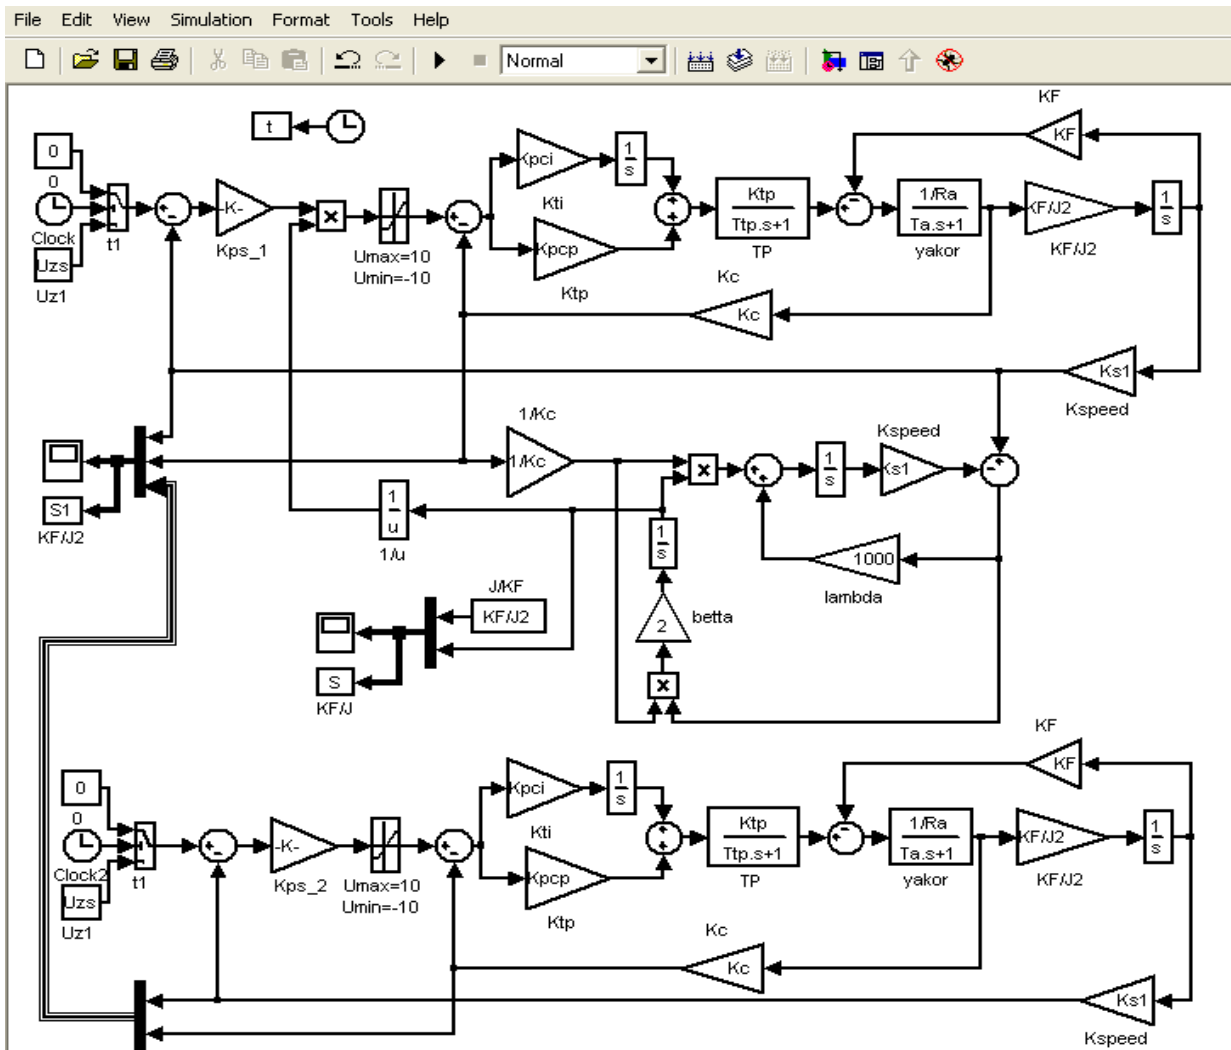 File Edit View Simulation Format Tools Help
Normal
KF
t
0
Kpci
1
s
KF
0
-K-
×
Kti
Ktp
Ttp.s+1
1/Ra
Ta.s+1
KF/J2
1
s
Clock
t1
Kps_1
Umax=10
Umin=-10
Kpcp
TP
yakor
KF/J2
Uzs
Uz1
Ktp
Kc
Kc
Ks1
Kspeed
1/Kc
Kspeed
1/Kc
×
1
s
Ks1
S1
KF/J2
1
u
1/u
1
s
1000
lambda
J/KF
KF/J2
2
betta
S
KF/J
×
KF
0
Kpci
1
s
KF
0
-K-
Kti
Ktp
Ttp.s+1
1/Ra
Ta.s+1
KF/J2
1
s
Clock2
t1
Kps_2
Umax=10
Umin=-10
Kpcp
TP
yakor
KF/J2
Uzs
Uz1
Ktp
Kc
Kc
Ks1
Kspeed